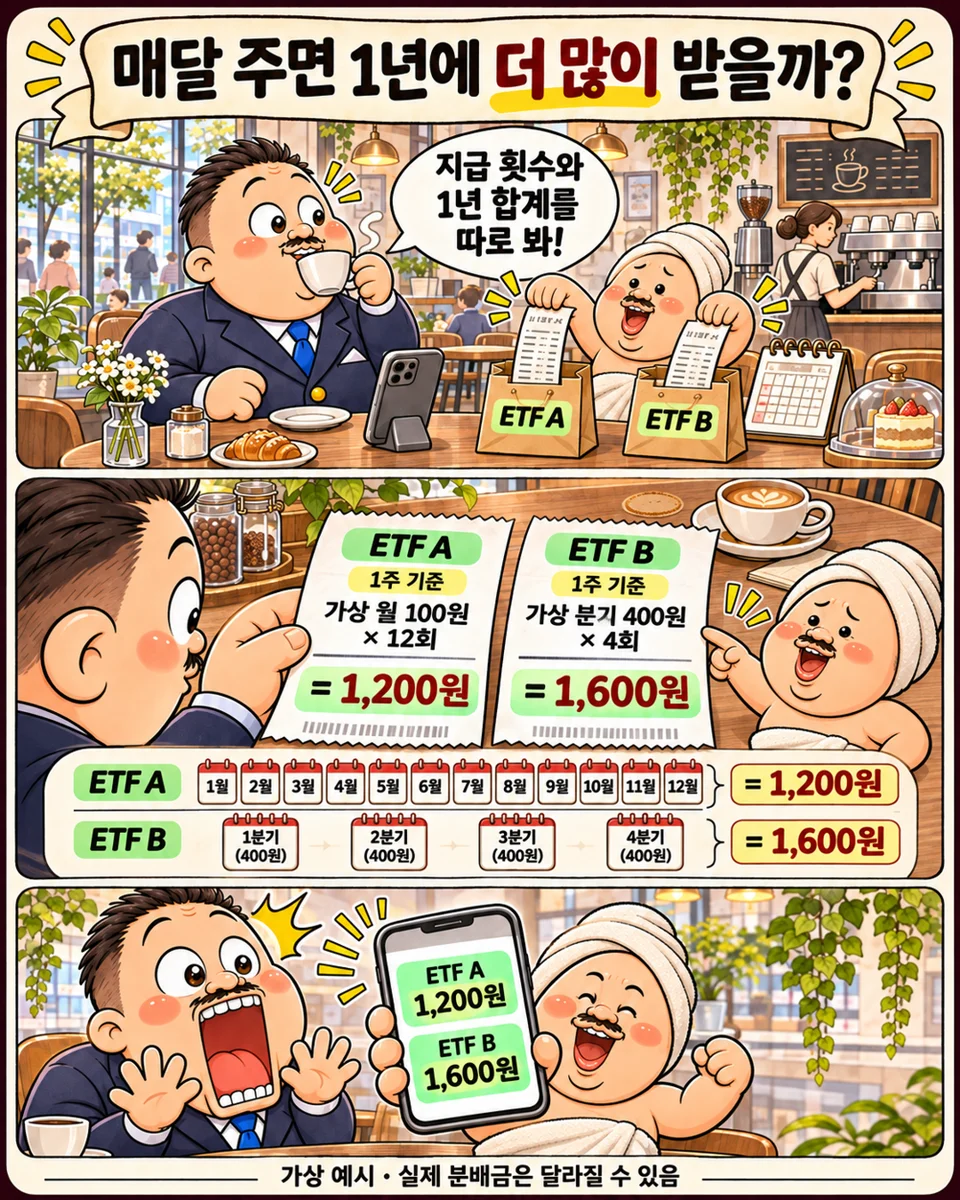 매달 주면 1년에 더 많이 받을까?
지급 횟수와
1년 합계를
따로 봐!
ETF A
ETF B
ETF A
1주 기준
가상 월 100원
× 12회
= 1,200원
ETF B
1주 기준
가상 분기 400원
× 4회
= 1,600원
ETF A
1월 2월 3월 4월 5월 6월 7월 8월 9월 10월 11월 12월
= 1,200원
ETF B
1분기
(400원)
2분기
(400원)
3분기
(400원)
4분기
(400원)
= 1,600원
ETF A
1,200원
ETF B
1,600원
가상 예시 · 실제 분배금은 달라질 수 있음